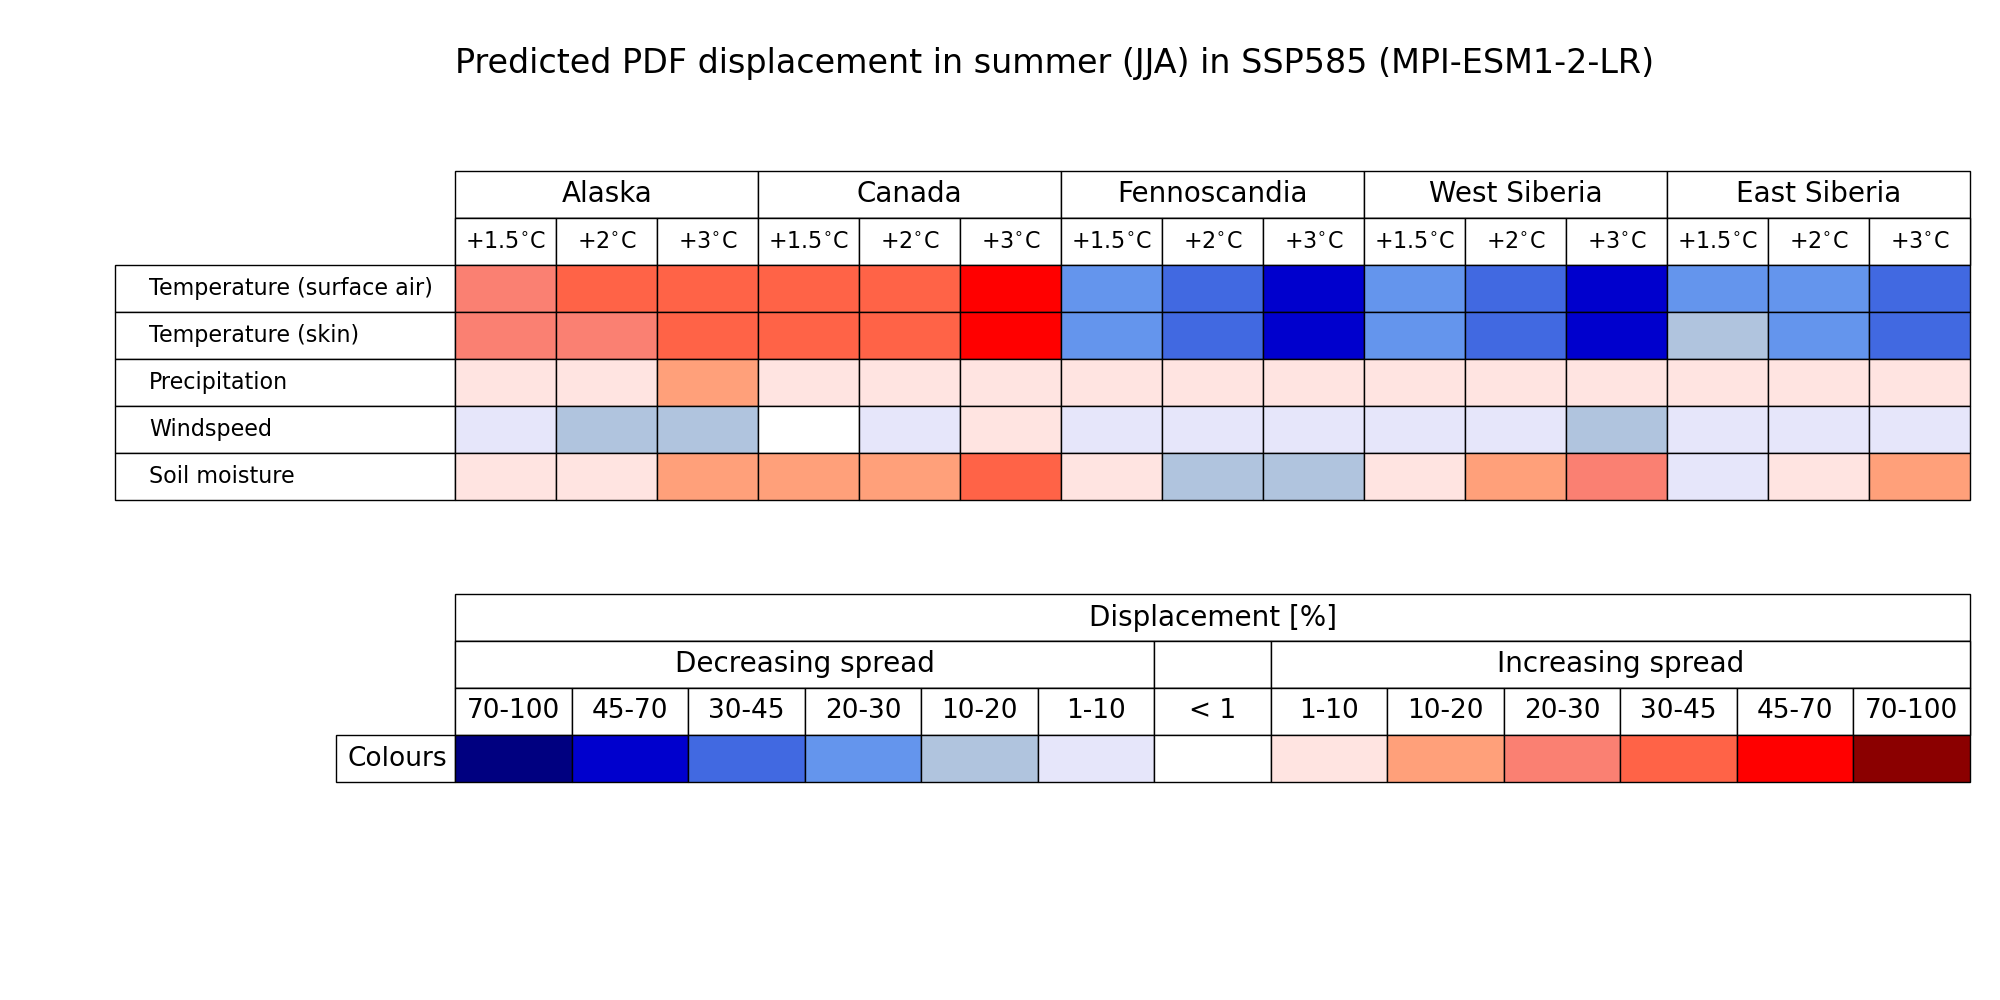 Predicted PDF displacement in summer (JJA) in SSP585 (MPI-ESM1-2-LR)
Alaska Canada Fennoscandia West Siberia East Siberia
+1.5°C +2°C +3°C +1.5°C +2°C +3°C +1.5°C +2°C +3°C +1.5°C +2°C +3°C +1.5°C +2°C +3°C
Temperature (surface air)
Temperature (skin)
Precipitation
Windspeed
Soil moisture
Displacement [%]
Decreasing spread Increasing spread
70-100 45-70 30-45 20-30 10-20 1-10 < 1 1-10 10-20 20-30 30-45 45-70 70-100
Colours